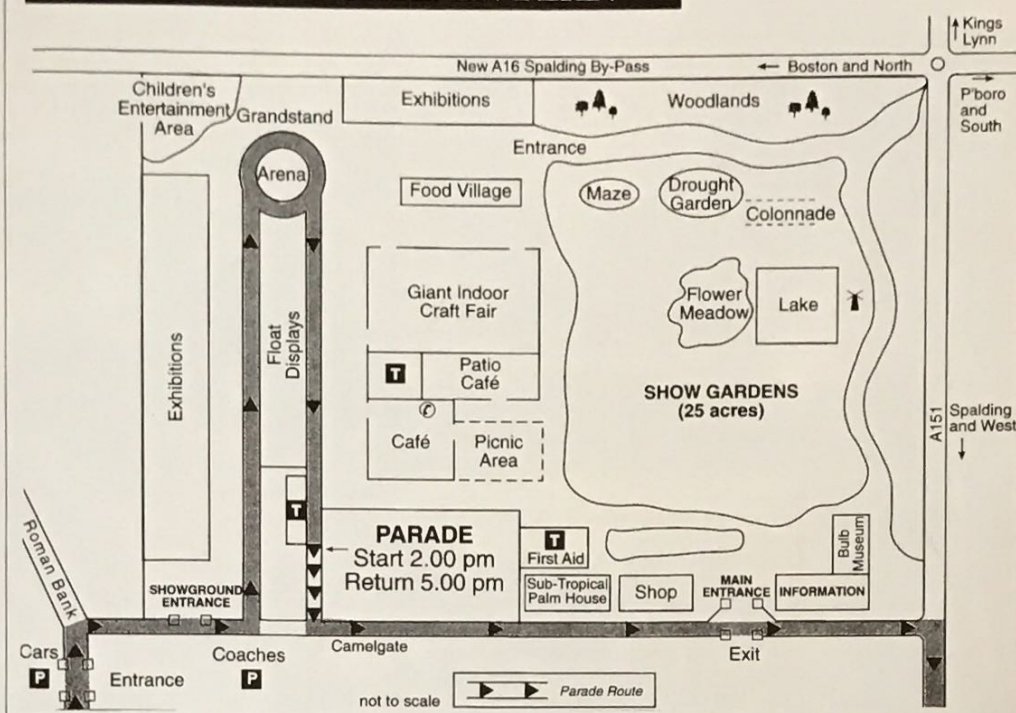 Kings
Lynn
New A16 Spalding By-Pass
Boston and North
P'boro
and
South
Children's
Entertainment
Area
Grandstand
Exhibitions
Woodlands
Entrance
Arena
Food Village
Maze
Drought
Garden
Colonnade
Giant Indoor
Craft Fair
Flower
Meadow
Lake
Float
Displays
Exhibitions
T
Patio
Café
SHOW GARDENS
(25 acres)
A151
Spalding
and West
Café
Picnic
Area
T
PARADE
Start 2.00 pm
Return 5.00 pm
T
First Aid
Bulb
Museum
Roman Bank
SHOWGROUND
ENTRANCE
Sub-Tropical
Palm House
Shop
MAIN
ENTRANCE
INFORMATION
Cars
P
Entrance
Coaches
P
Camelgate
Exit
not to scale
Parade Route